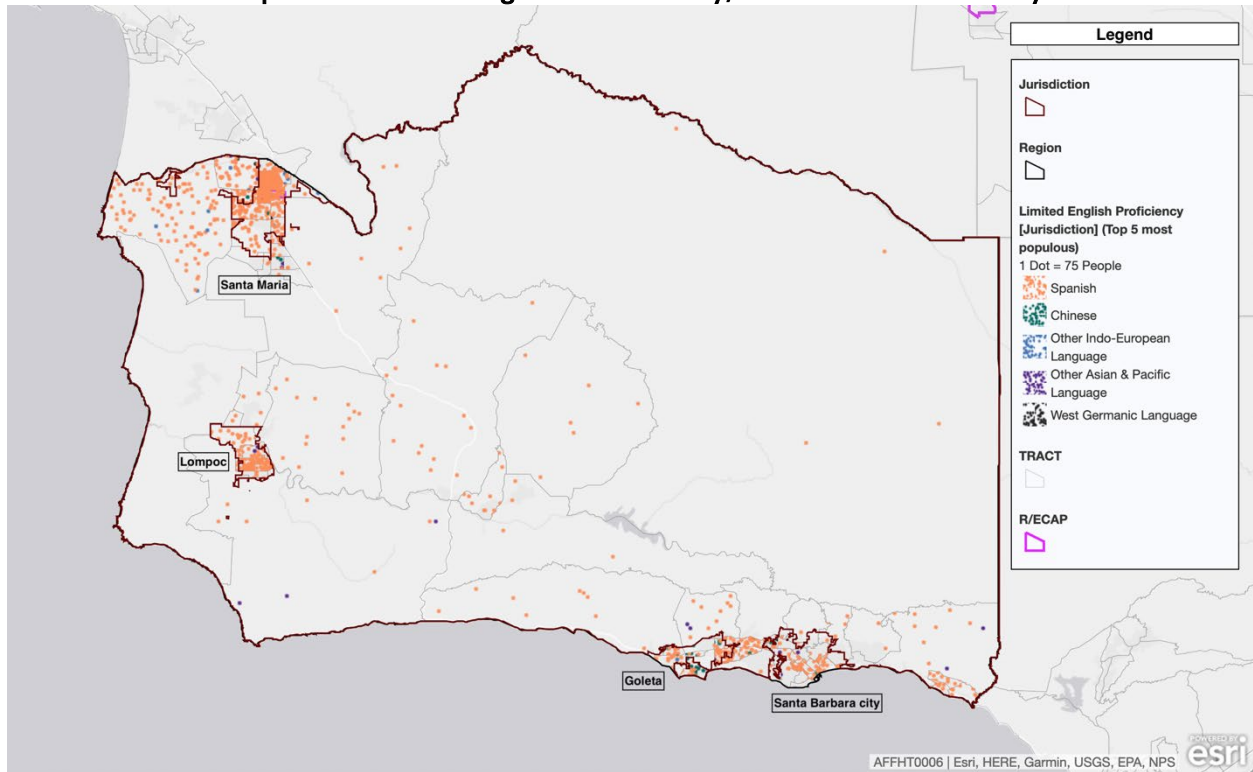 Legend
Jurisdiction
Region
Limited English Proficiency
[Jurisdiction] (Top 5 most
populous)
1 Dot = 75 People
Spanish
Chinese
Other Indo-European
Language
Other Asian & Pacific
Language
West Germanic Language
TRACT
R/ECAP
Santa Maria
Lompoc
Goleta
Santa Barbara city
POWERED BY
esri
AFFHT0006 | Esri, HERE, Garmin, USGS, EPA, NPS